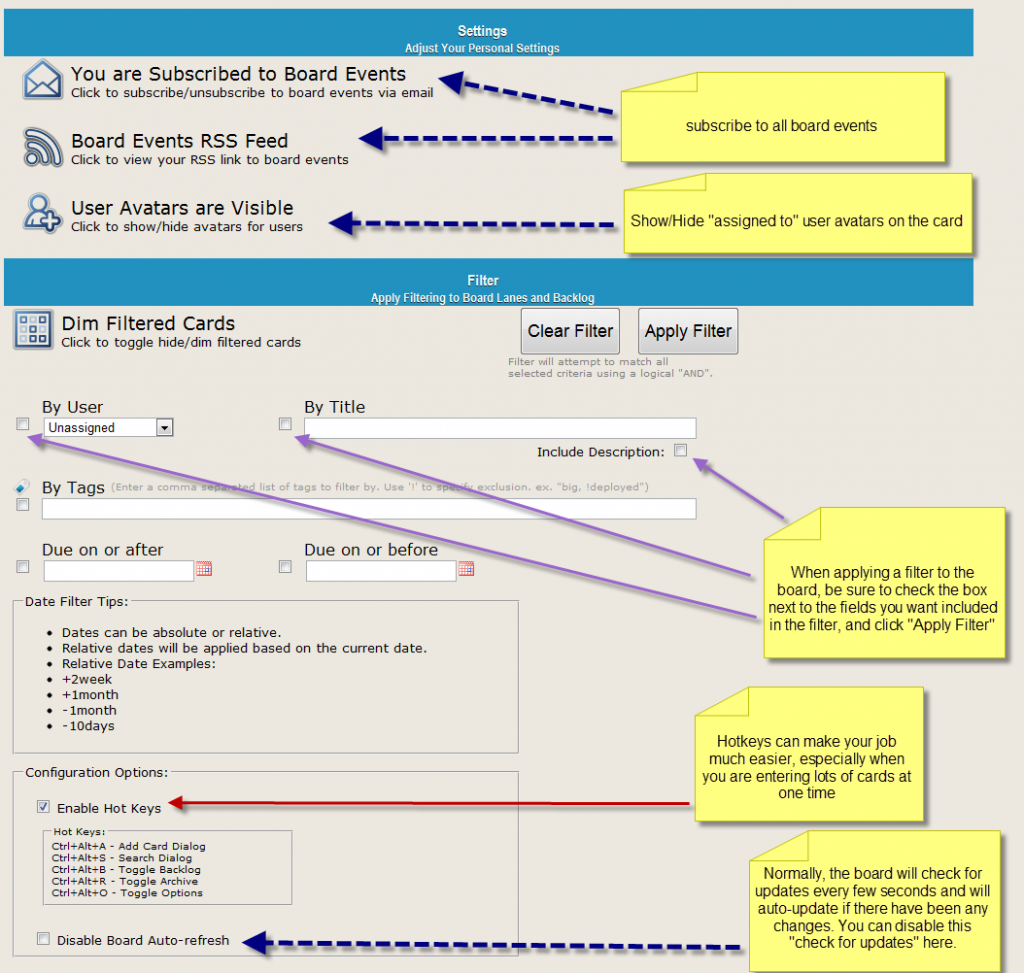 Settings
Adjust Your Personal Settings
You are Subscribed to Board Events
Click to subscribe/unsubscribe to board events via email
subscribe to all board events
Board Events RSS Feed
Click to view your RSS link to board events
User Avatars are Visible
Click to show/hide avatars for users
Show/Hide "assigned to" user avatars on the card
Filter
Apply Filtering to Board Lanes and Backlog
Dim Filtered Cards
Click to toggle hide/dim filtered cards
Clear Filter
Apply Filter
Filter will attempt to match all
selected criteria using a logical "AND".
By User
Unassigned
By Title
Include Description:
By Tags (Enter a comma separated list of tags to filter by. Use '!' to specify exclusion. ex. "big, !deployed")
Due on or after
Due on or before
When applying a filter to the
board, be sure to check the box
next to the fields you want included
in the filter, and click "Apply Filter"
Date Filter Tips:
• Dates can be absolute or relative.
• Relative dates will be applied based on the current date.
• Relative Date Examples:
• +2week
• +1month
• -1month
• -10days
Hotkeys can make your job
much easier, especially when
you are entering lots of cards at
one time
Configuration Options:
Enable Hot Keys
Hot Keys:
Ctrl+Alt+A - Add Card Dialog
Ctrl+Alt+S - Search Dialog
Ctrl+Alt+B - Toggle Backlog
Ctrl+Alt+R - Toggle Archive
Ctrl+Alt+O - Toggle Options
Disable Board Auto-refresh
Normally, the board will check for
updates every few seconds and will
auto-update if there have been any
changes. You can disable this
"check for updates" here.